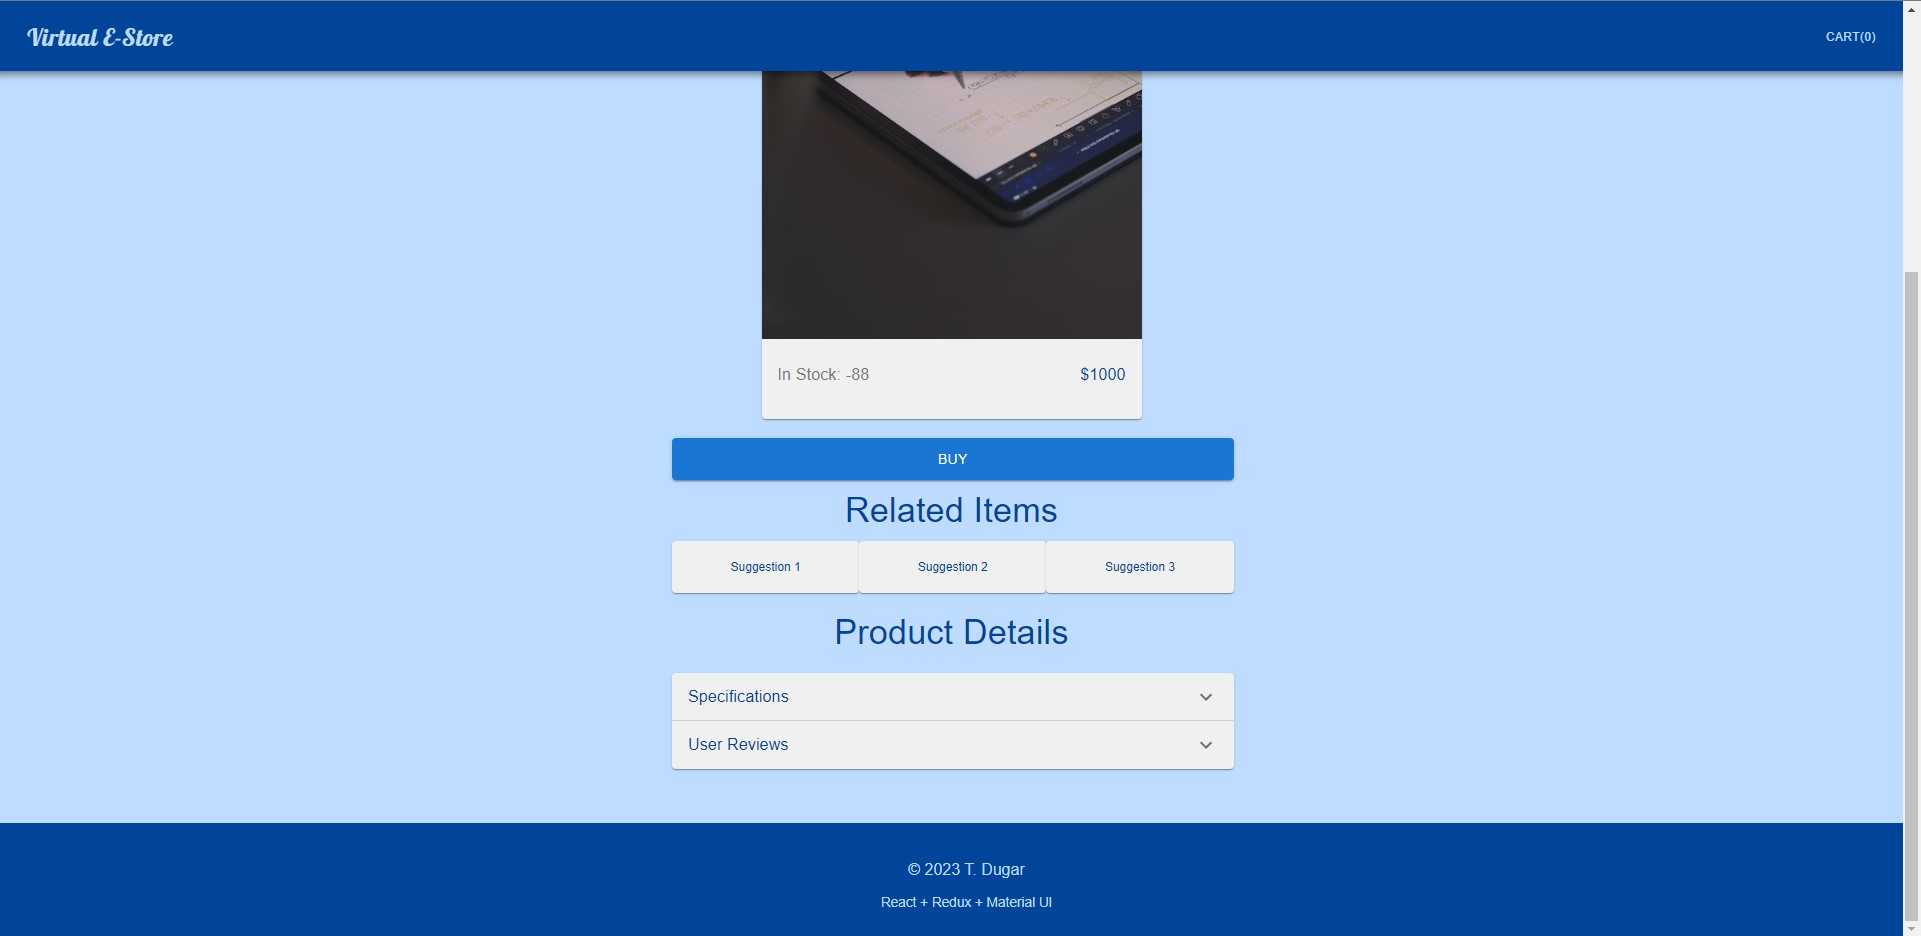 Virtual E-Store
CART(0)
In Stock: -88
$1000
BUY
Related Items
Suggestion 1
Suggestion 2
Suggestion 3
Product Details
Specifications
User Reviews
© 2023 T. Dugar
React + Redux + Material UI